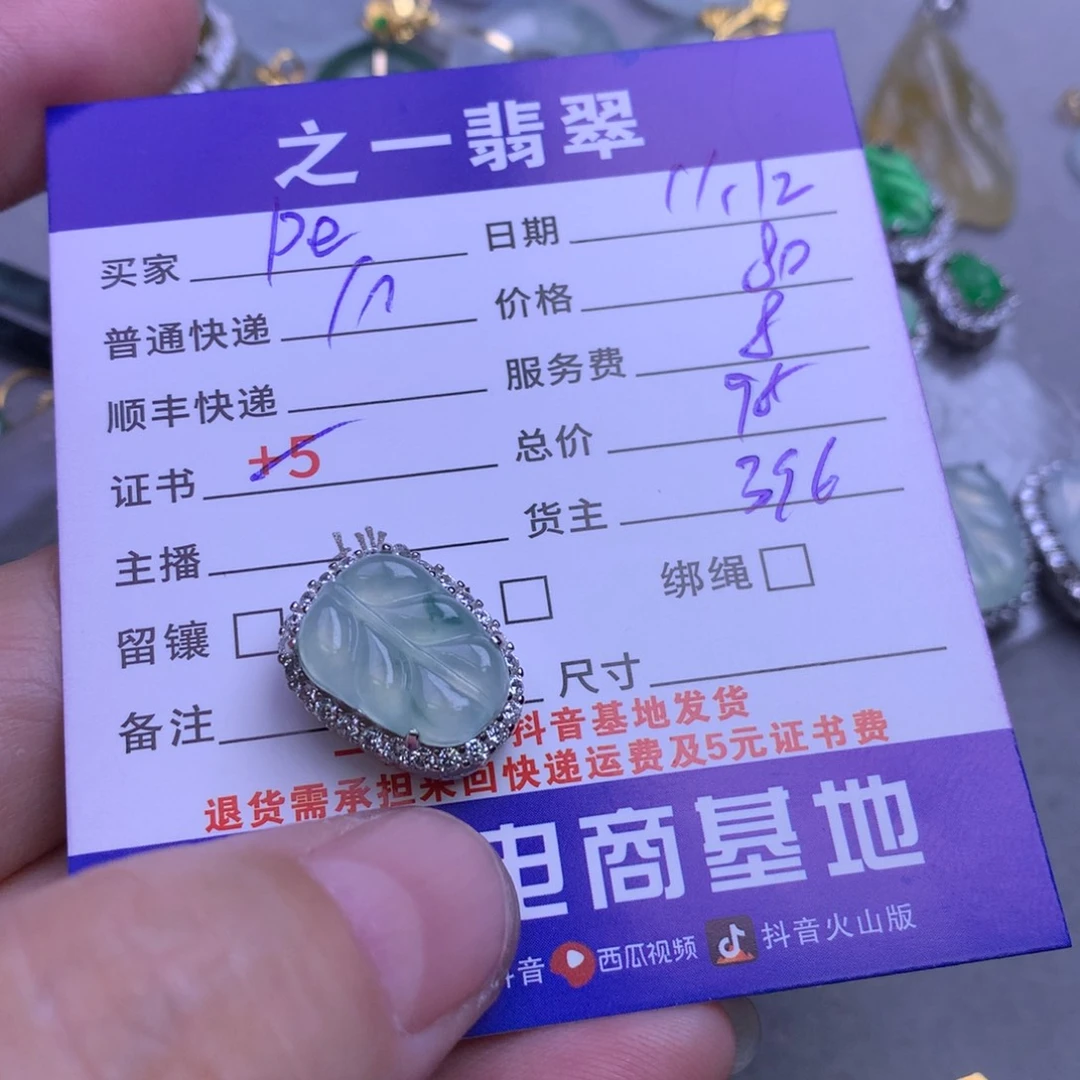 之一翡翠
买家 pe 日期 11.12
普通快递 价格 80
顺丰快递 服务费 8
证书 +5 总价 98
主播 货主 396
留镶 绑绳
备注 尺寸
抖音基地发货
退货需承担来回快递运费及5元证书费
电商基地
抖音 西瓜视频 抖音火山版